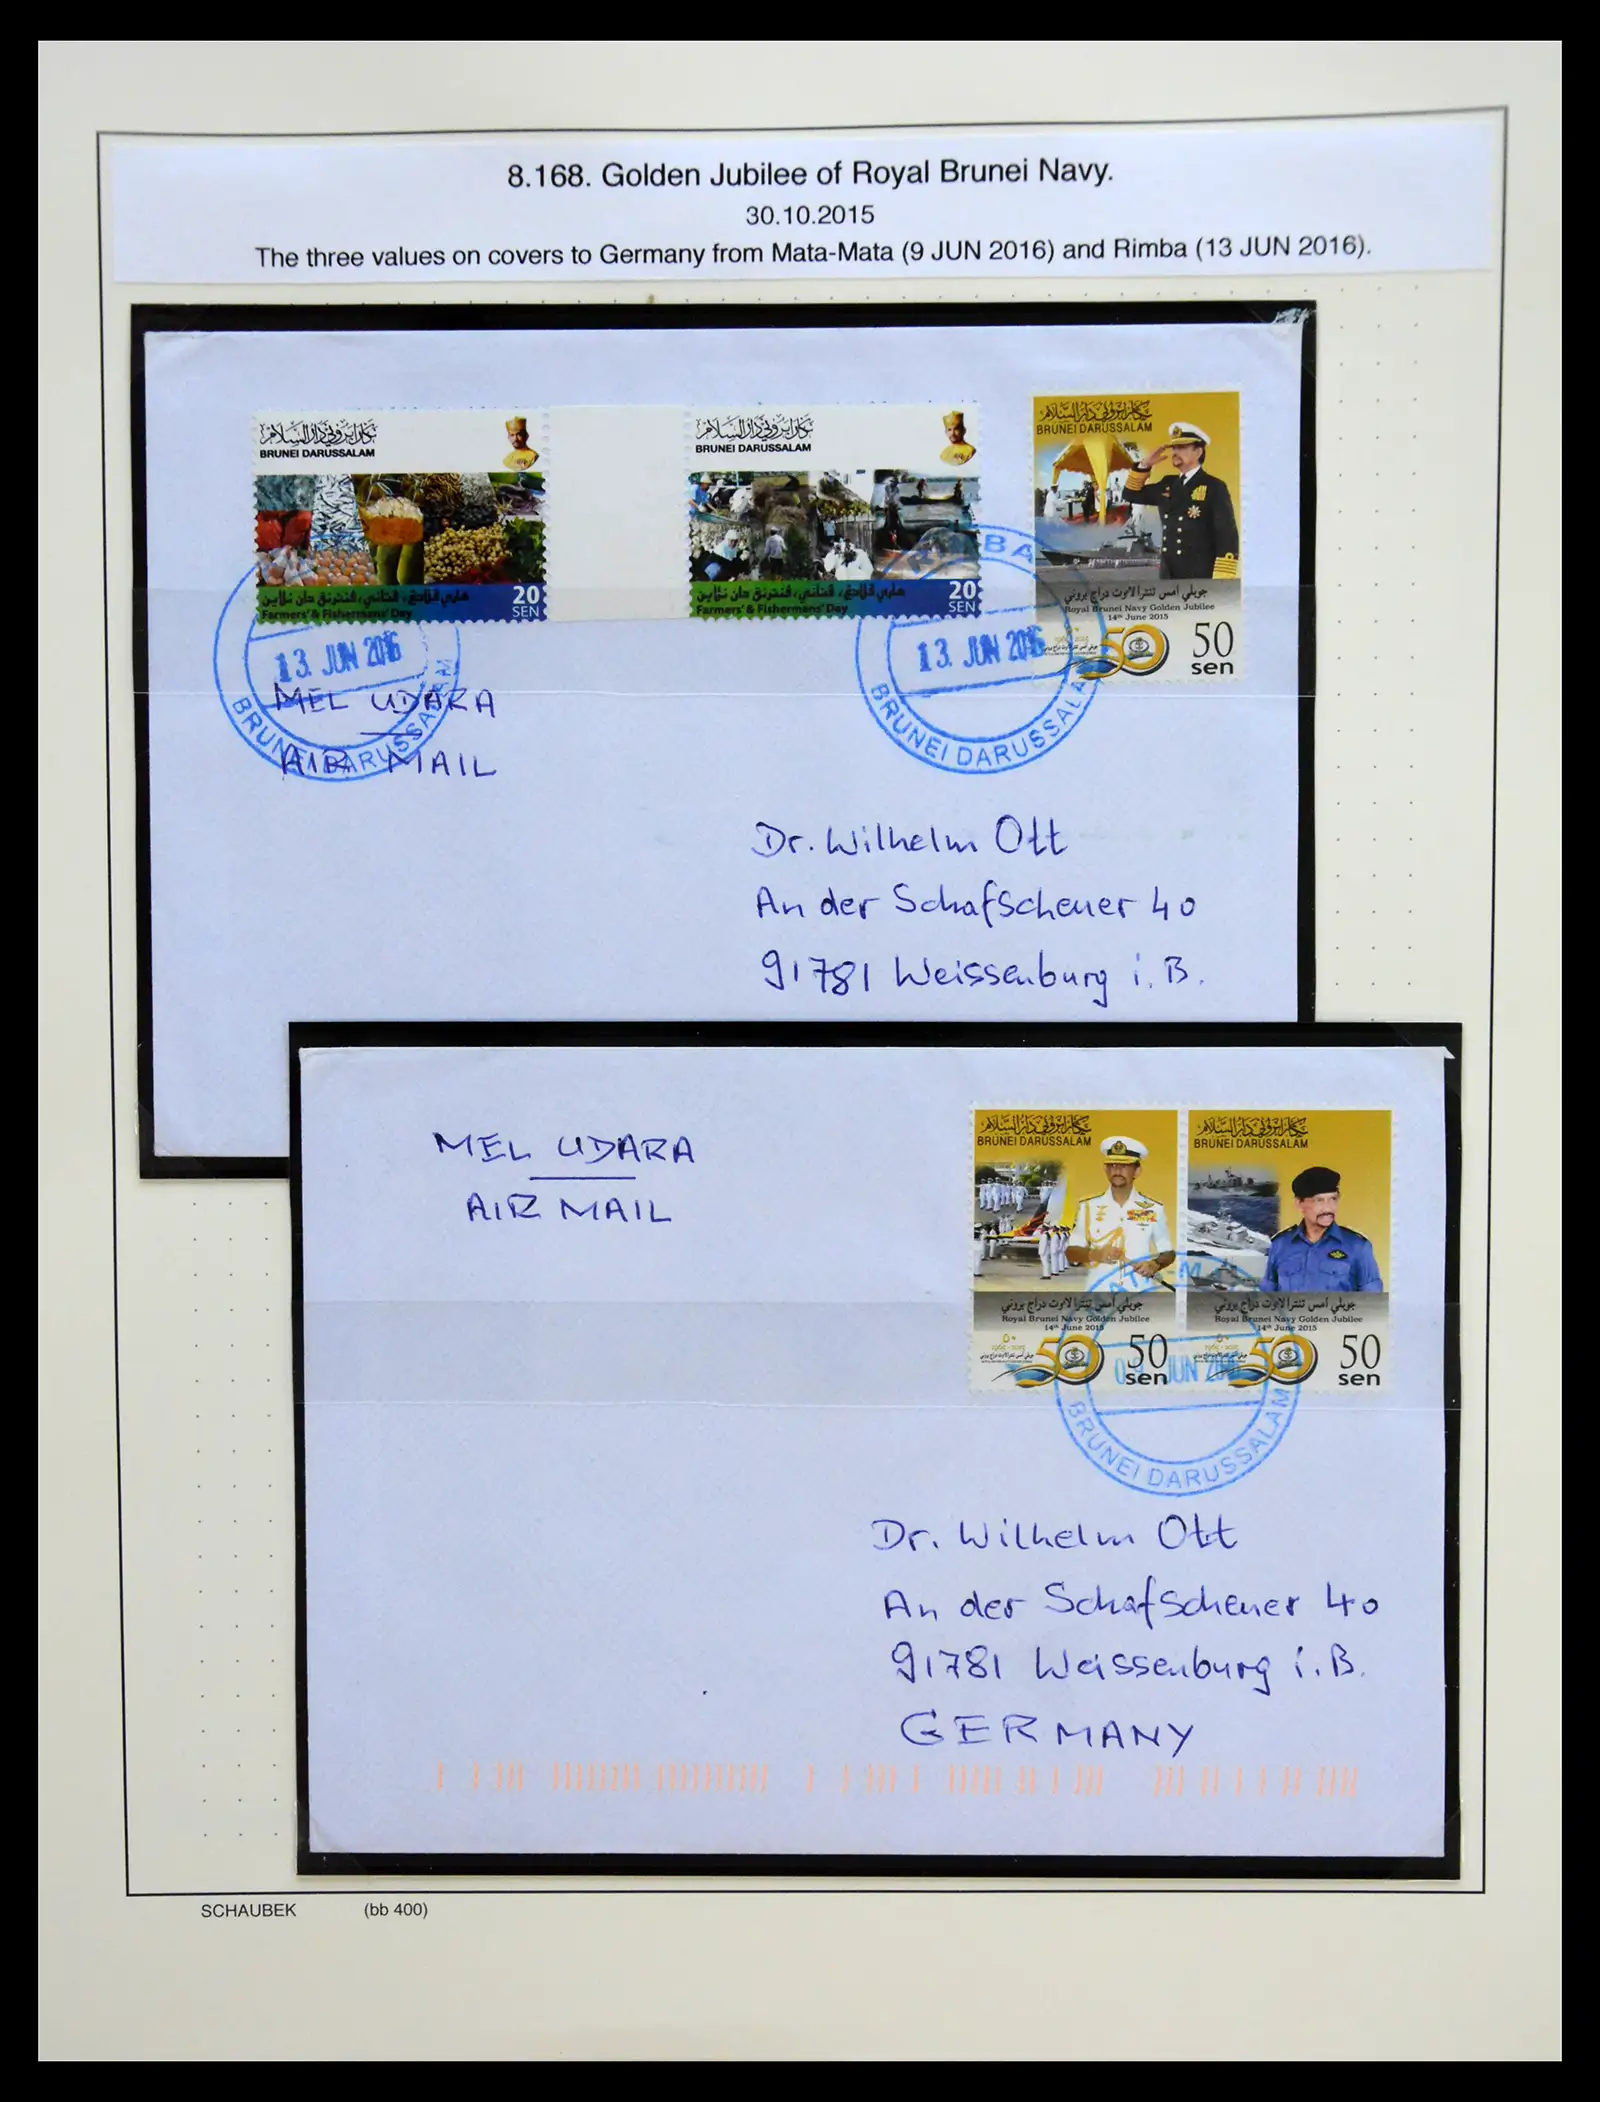 8.168. Golden Jubilee of Royal Brunei Navy.
30.10.2015
The three values on covers to Germany from Mata-Mata (9 JUN 2016) and Rimba (13 JUN 2016).
BRUNEI DARUSSALAM
20
SEN
Farmers' & Fishermens' Day
BRUNEI DARUSSALAM
20
SEN
Farmers' & Fishermens' Day
BRUNEI DARUSSALAM
Royal Brunei Navy Golden Jubilee
14th June 2015
50
50
sen
13. JUN 2016
BRUNEI DARUSSALAM
13. JUN 2016
BRUNEI DARUSSALAM
MEL UDARA
AIR MAIL
Dr. Wilhelm Ott
An der Schafscheuer 40
91781 Weissenburg i.B.
MEL UDARA
AIR MAIL
BRUNEI DARUSSALAM
Royal Brunei Navy Golden Jubilee
14th June 2015
50
50
sen
BRUNEI DARUSSALAM
Royal Brunei Navy Golden Jubilee
14th June 2015
50
50
sen
BRUNEI DARUSSALAM
Dr. Wilhelm Ott
An der Schafscheuer 40
91781 Weissenburg i.B.
GERMANY
SCHAUBEK (bb 400)